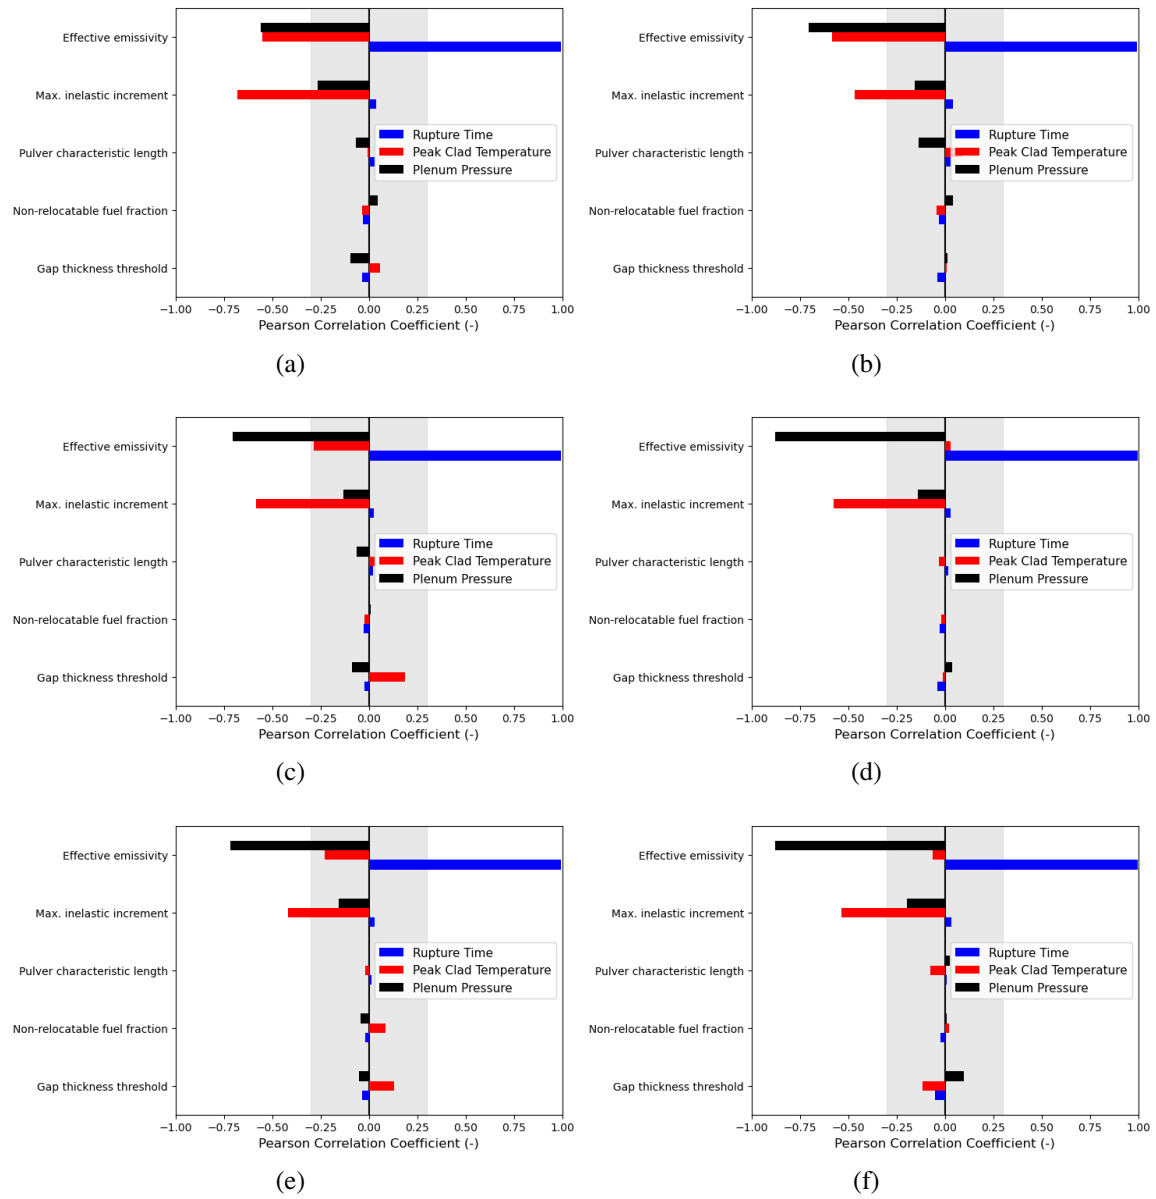 Effective emissivity
Max. inelastic increment
Pulver characteristic length
Non-relocatable fuel fraction
Gap thickness threshold
Rupture Time
Peak Clad Temperature
Plenum Pressure
−1.00 −0.75 −0.50 −0.25 0.00 0.25 0.50 0.75 1.00
Pearson Correlation Coefficient (-)
(a)
Effective emissivity
Max. inelastic increment
Pulver characteristic length
Non-relocatable fuel fraction
Gap thickness threshold
Rupture Time
Peak Clad Temperature
Plenum Pressure
−1.00 −0.75 −0.50 −0.25 0.00 0.25 0.50 0.75 1.00
Pearson Correlation Coefficient (-)
(b)
Effective emissivity
Max. inelastic increment
Pulver characteristic length
Non-relocatable fuel fraction
Gap thickness threshold
Rupture Time
Peak Clad Temperature
Plenum Pressure
−1.00 −0.75 −0.50 −0.25 0.00 0.25 0.50 0.75 1.00
Pearson Correlation Coefficient (-)
(c)
Effective emissivity
Max. inelastic increment
Pulver characteristic length
Non-relocatable fuel fraction
Gap thickness threshold
Rupture Time
Peak Clad Temperature
Plenum Pressure
−1.00 −0.75 −0.50 −0.25 0.00 0.25 0.50 0.75 1.00
Pearson Correlation Coefficient (-)
(d)
Effective emissivity
Max. inelastic increment
Pulver characteristic length
Non-relocatable fuel fraction
Gap thickness threshold
Rupture Time
Peak Clad Temperature
Plenum Pressure
−1.00 −0.75 −0.50 −0.25 0.00 0.25 0.50 0.75 1.00
Pearson Correlation Coefficient (-)
(e)
Effective emissivity
Max. inelastic increment
Pulver characteristic length
Non-relocatable fuel fraction
Gap thickness threshold
Rupture Time
Peak Clad Temperature
Plenum Pressure
−1.00 −0.75 −0.50 −0.25 0.00 0.25 0.50 0.75 1.00
Pearson Correlation Coefficient (-)
(f)